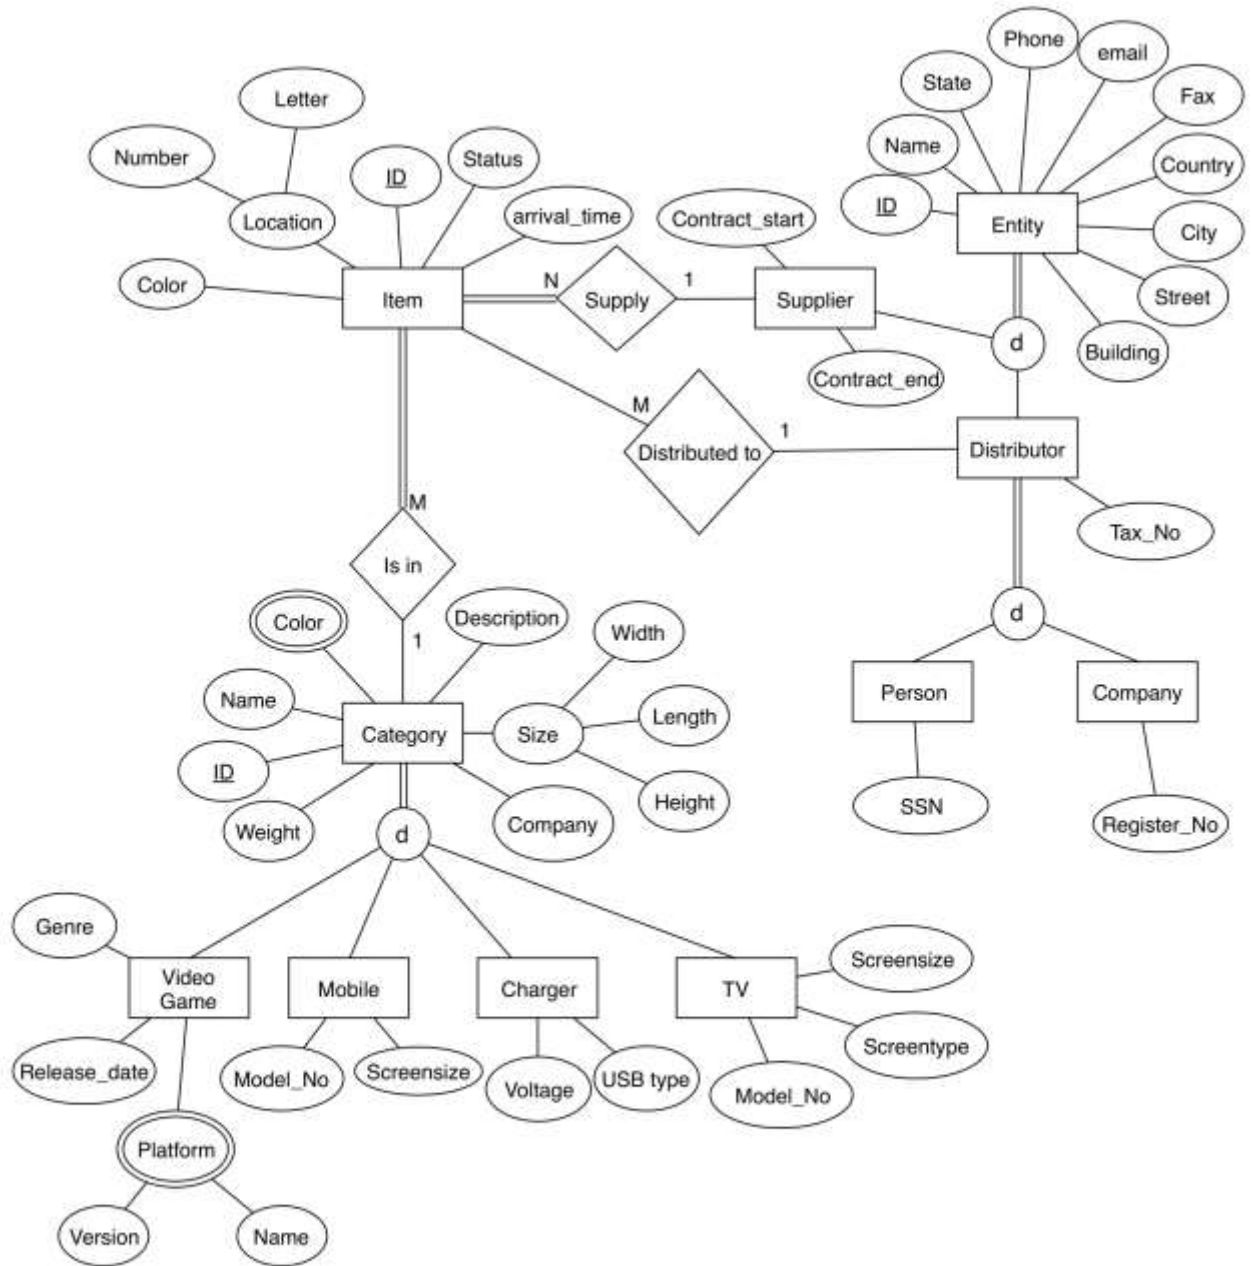 Phone
email
State
Fax
Letter
Name
Number
ID
Status
Country
ID
Location
arrival_time
Contract_start
Entity
City
Color
Item
N
Supply
1
Supplier
Street
d
Building
Contract_end
M
Distributed to
1
Distributor
M
Tax_No
Is in
Color
1
Description
Width
d
Name
Person
Company
Category
Size
Length
ID
Weight
Company
Height
SSN
Register_No
d
Genre
Video
Game
Mobile
Charger
TV
Screensize
Release_date
Model_No
Screensize
Voltage
USB type
Model_No
Screentype
Platform
Version
Name